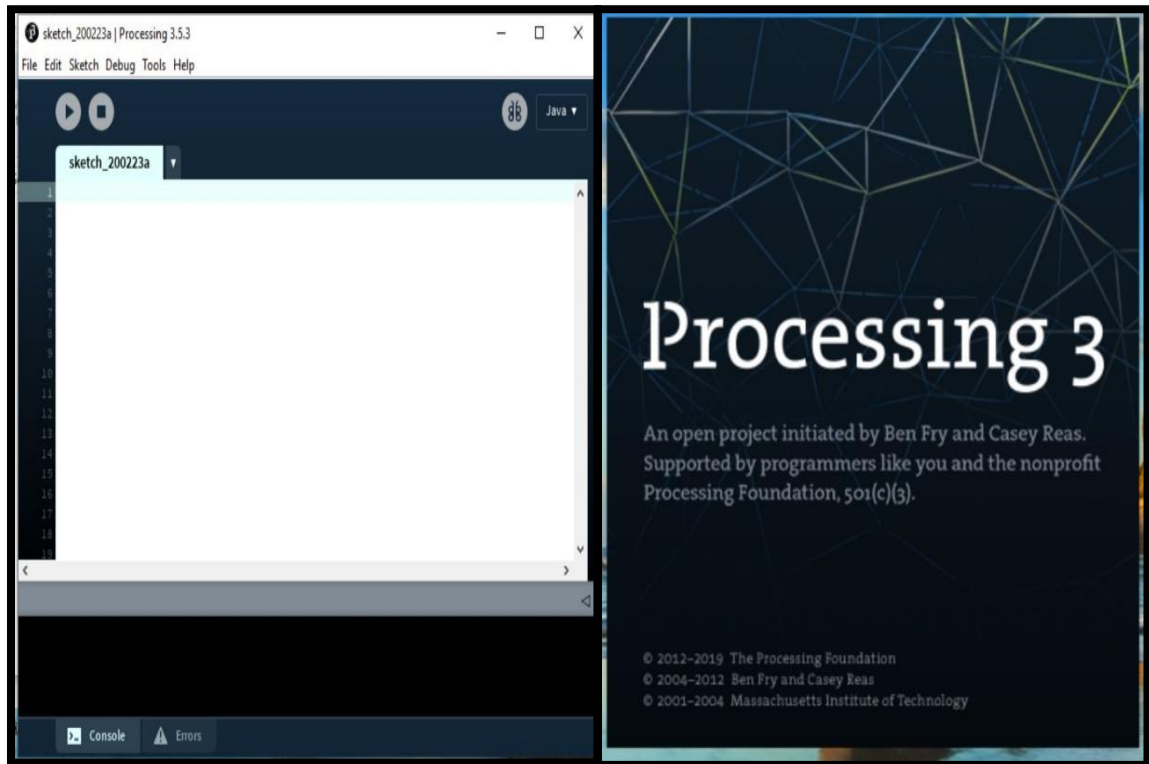 sketch_200223a | Processing 3.5.3
File Edit Sketch Debug Tools Help
Java
sketch_200223a
1
2
3
4
5
6
7
8
9
10
11
12
13
14
15
16
17
18
19
Console
Errors
Processing 3
An open project initiated by Ben Fry and Casey Reas.
Supported by programmers like you and the nonprofit
Processing Foundation, 501(c)(3).
© 2012–2019 The Processing Foundation
© 2004–2012 Ben Fry and Casey Reas
© 2001–2004 Massachusetts Institute of Technology